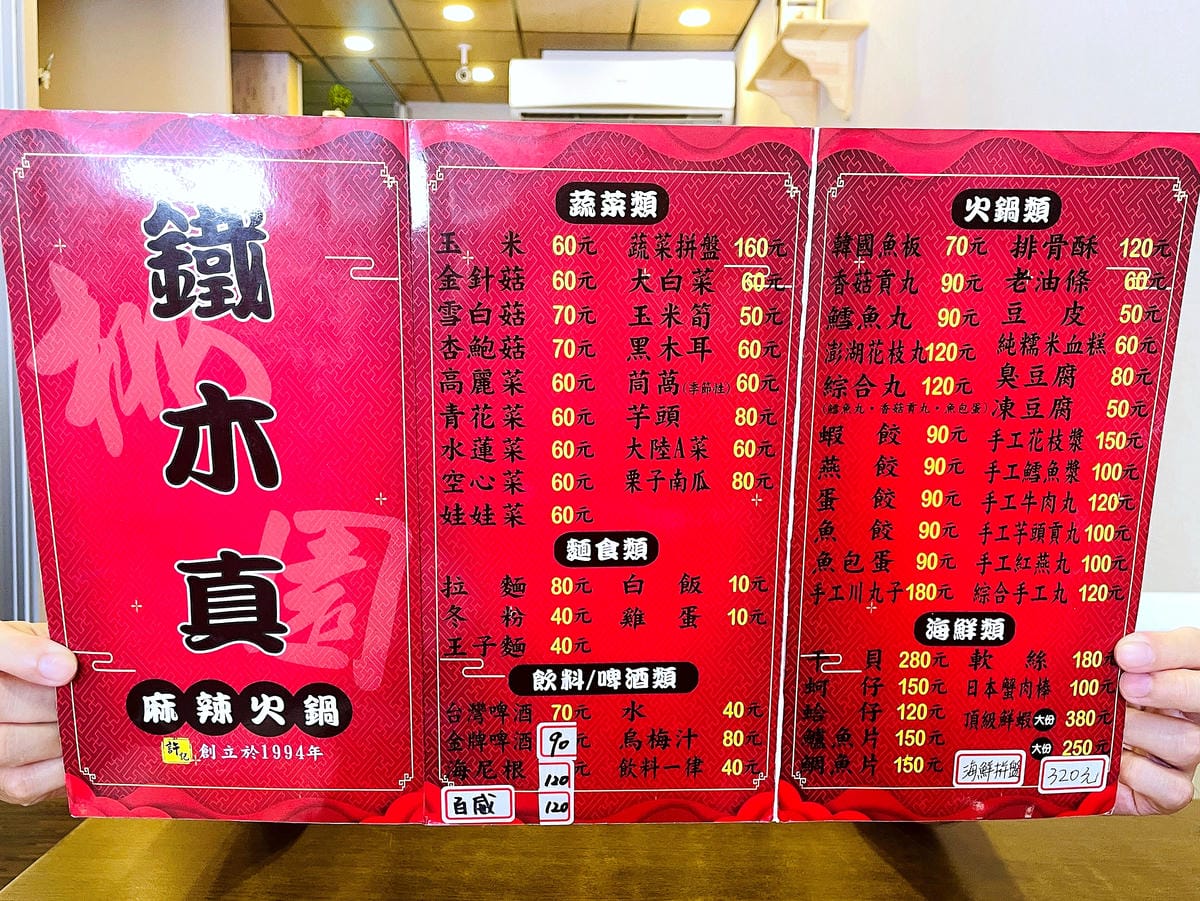 鐵木真
麻辣火鍋
許記 創立於1994年
蔬菜類
玉米 60元 蔬菜拼盤 160元
金針菇 60元 大白菜 60元
雪白菇 70元 玉米筍 50元
杏鮑菇 70元 黑木耳 60元
高麗菜 60元 茼萵(季節性) 60元
青花菜 60元 芋頭 80元
水蓮菜 60元 大陸A菜 60元
空心菜 60元 栗子南瓜 80元
娃娃菜 60元
麵食類
拉麵 80元 白飯 10元
冬粉 40元 雞蛋 10元
王子麵 40元
飲料/啤酒類
台灣啤酒 70元 水 40元
金牌啤酒 90 烏梅汁 80元
海尼根 120 飲料一律 40元
百威 120
火鍋類
韓國魚板 70元 排骨酥 120元
香菇貢丸 90元 老油條 60元
鱈魚丸 90元 豆皮 50元
澎湖花枝丸 120元 純糯米血糕 60元
綜合丸 120元 臭豆腐 80元
(鱈魚丸・香菇貢丸・魚包蛋) 凍豆腐 50元
蝦餃 90元 手工花枝漿 150元
燕餃 90元 手工鱈魚漿 100元
蛋餃 90元 手工牛肉丸 120元
魚餃 90元 手工芋頭貢丸 100元
魚包蛋 90元 手工紅燕丸 100元
手工川丸子 180元 綜合手工丸 120元
海鮮類
干貝 280元 軟絲 180元
蚵仔 150元 日本蟹肉棒 100元
蛤仔 120元 頂級鮮蝦 大份 380元
鱸魚片 150元 大份 250元
鯛魚片 150元 海鮮拼盤 320元